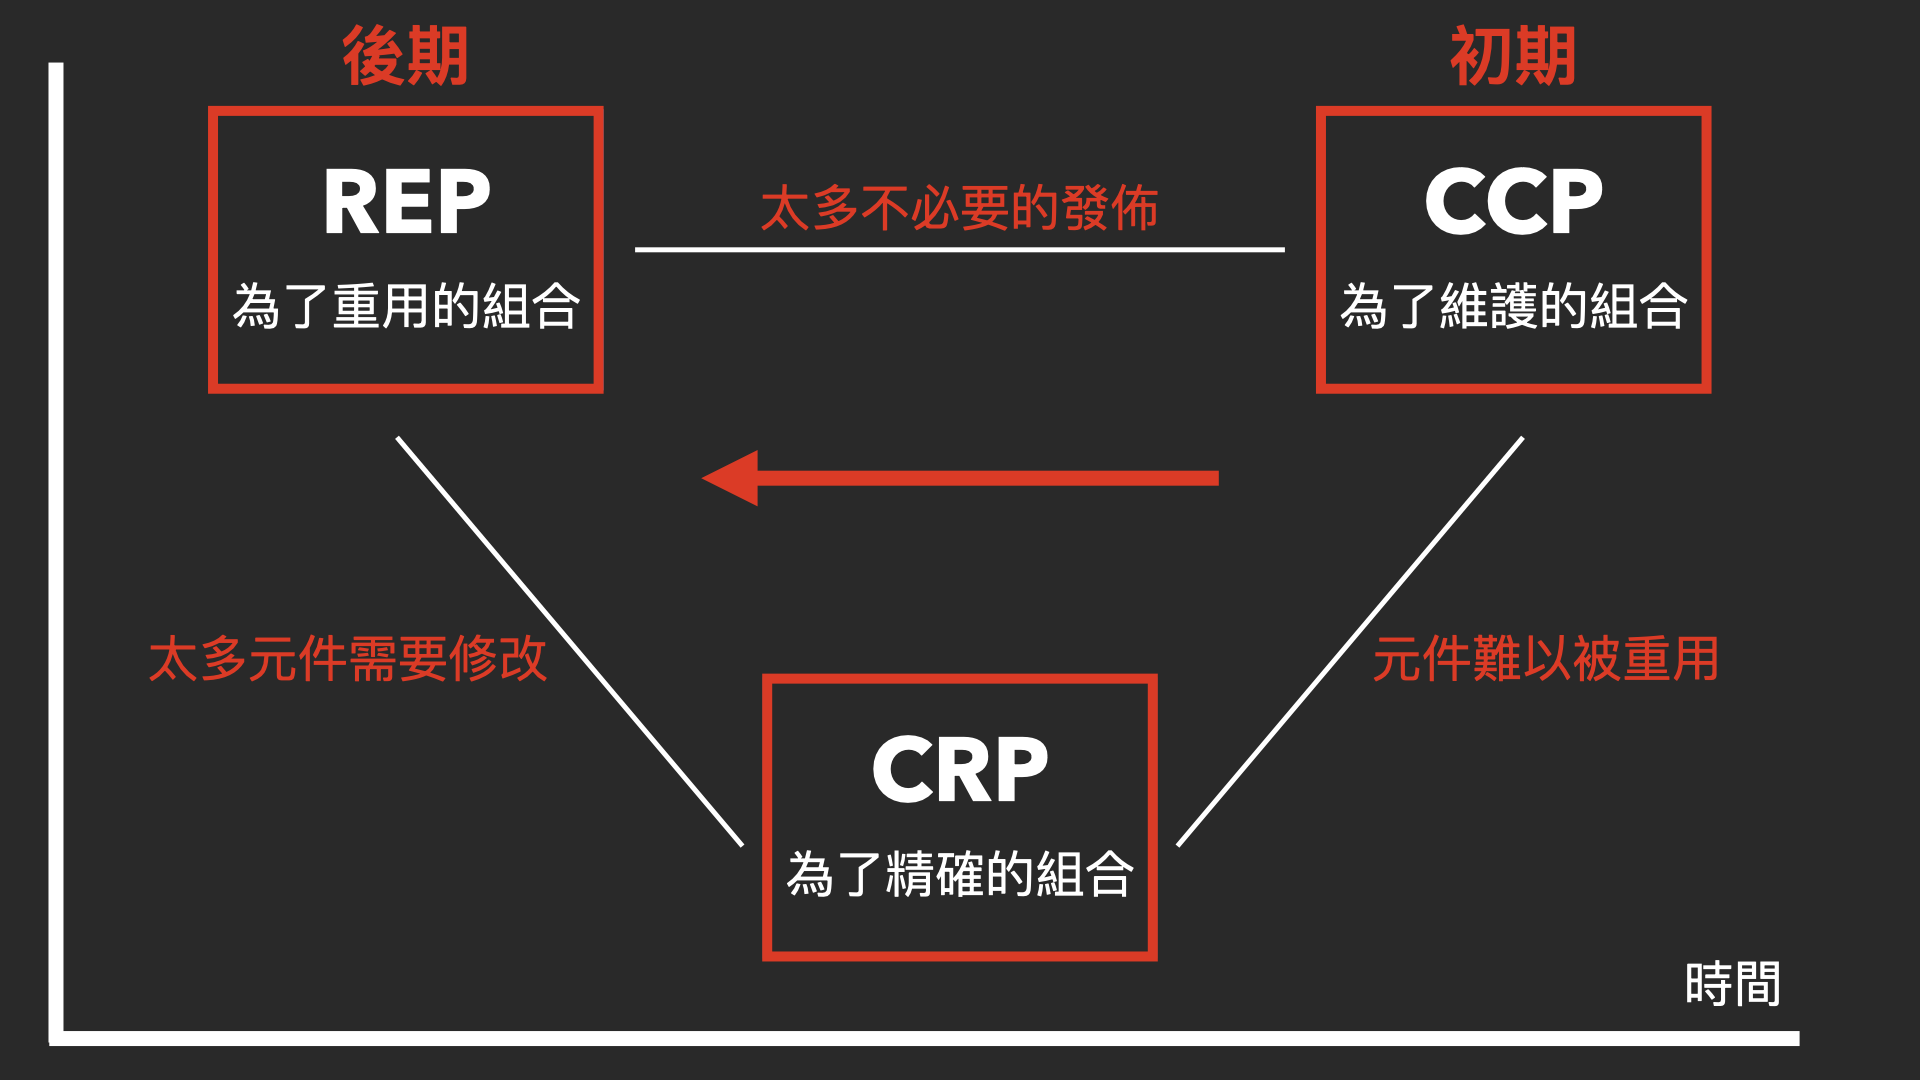 後期
初期
REP
為了重用的組合
太多不必要的發佈
CCP
為了維護的組合
太多元件需要修改
元件難以被重用
CRP
為了精確的組合
時間